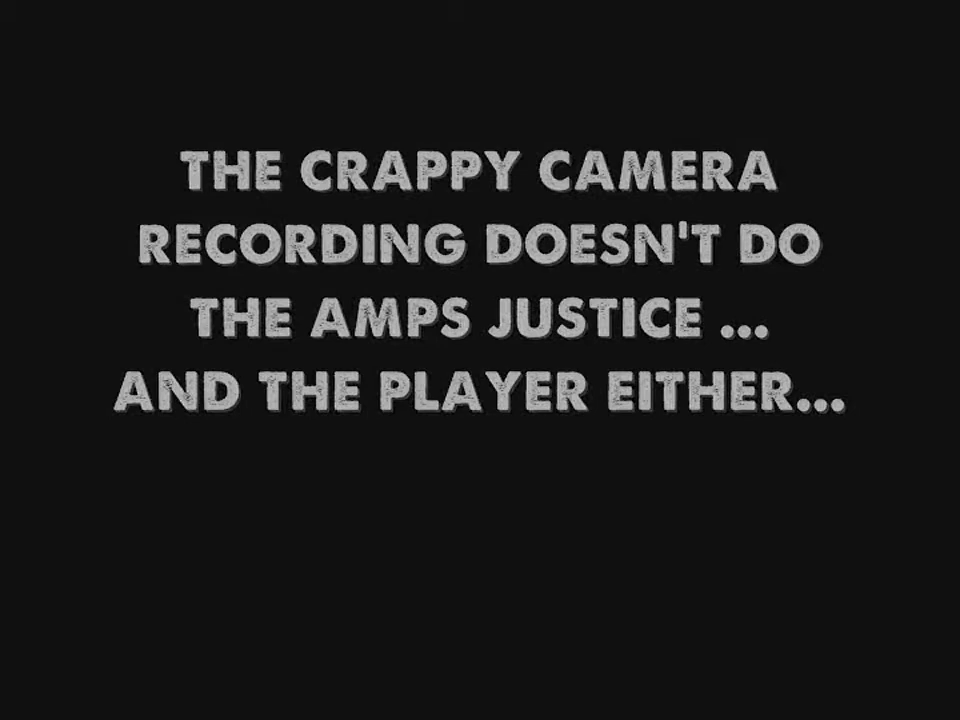 THE CRAPPY CAMERA
RECORDING DOESN'T DO
THE AMPS JUSTICE ...
AND THE PLAYER EITHER...